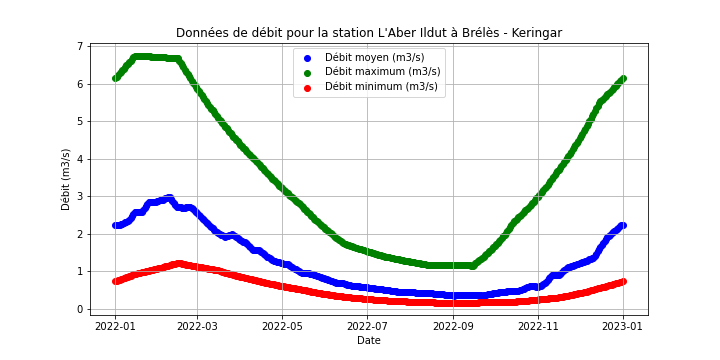 Données de débit pour la station L'Aber Ildut à Brélès - Keringar
Débit moyen (m3/s)
Débit maximum (m3/s)
Débit minimum (m3/s)
Débit (m3/s)
7
6
5
4
3
2
1
0
2022-01 2022-03 2022-05 2022-07 2022-09 2022-11 2023-01
Date